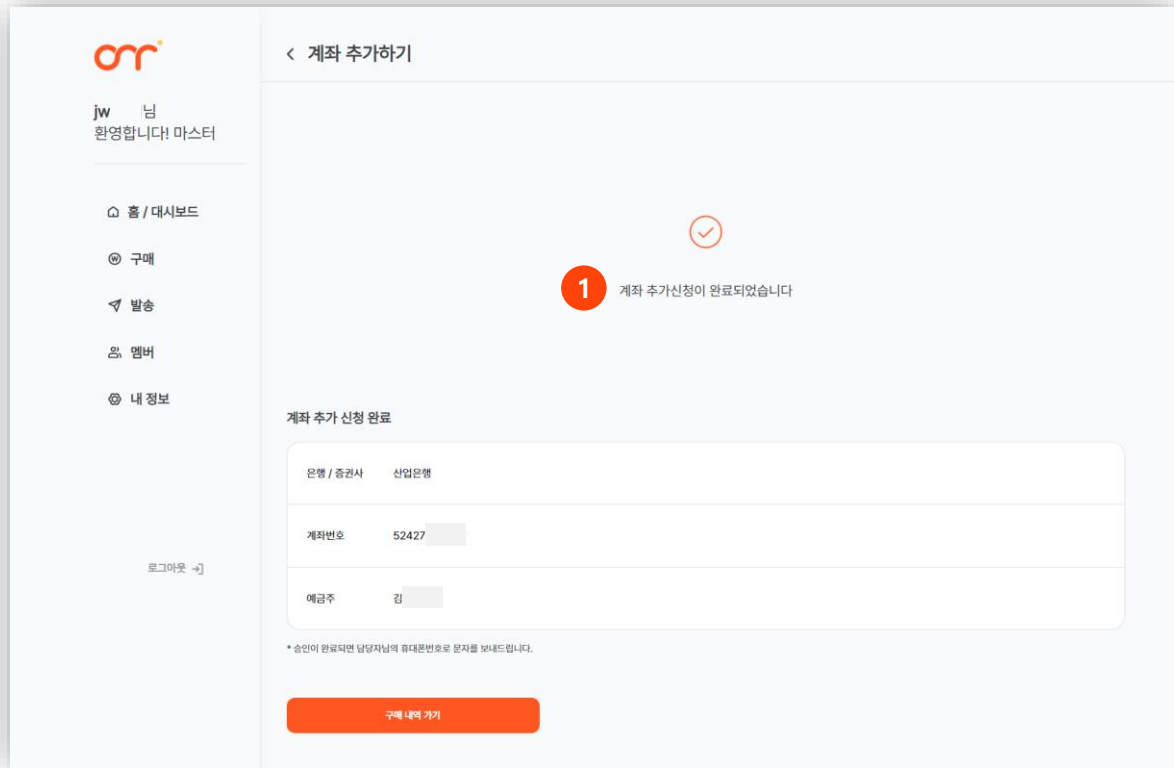 orr
< 계좌 추가하기
jw 님
환영합니다! 마스터
홈 / 대시보드
구매
발송
멤버
내 정보
로그아웃
1 계좌 추가신청이 완료되었습니다
계좌 추가 신청 완료
은행 / 증권사 산업은행
계좌번호 52427
예금주 김
* 승인이 완료되면 담당자님의 휴대폰번호로 문자를 보내드립니다.
구매 내역 가기